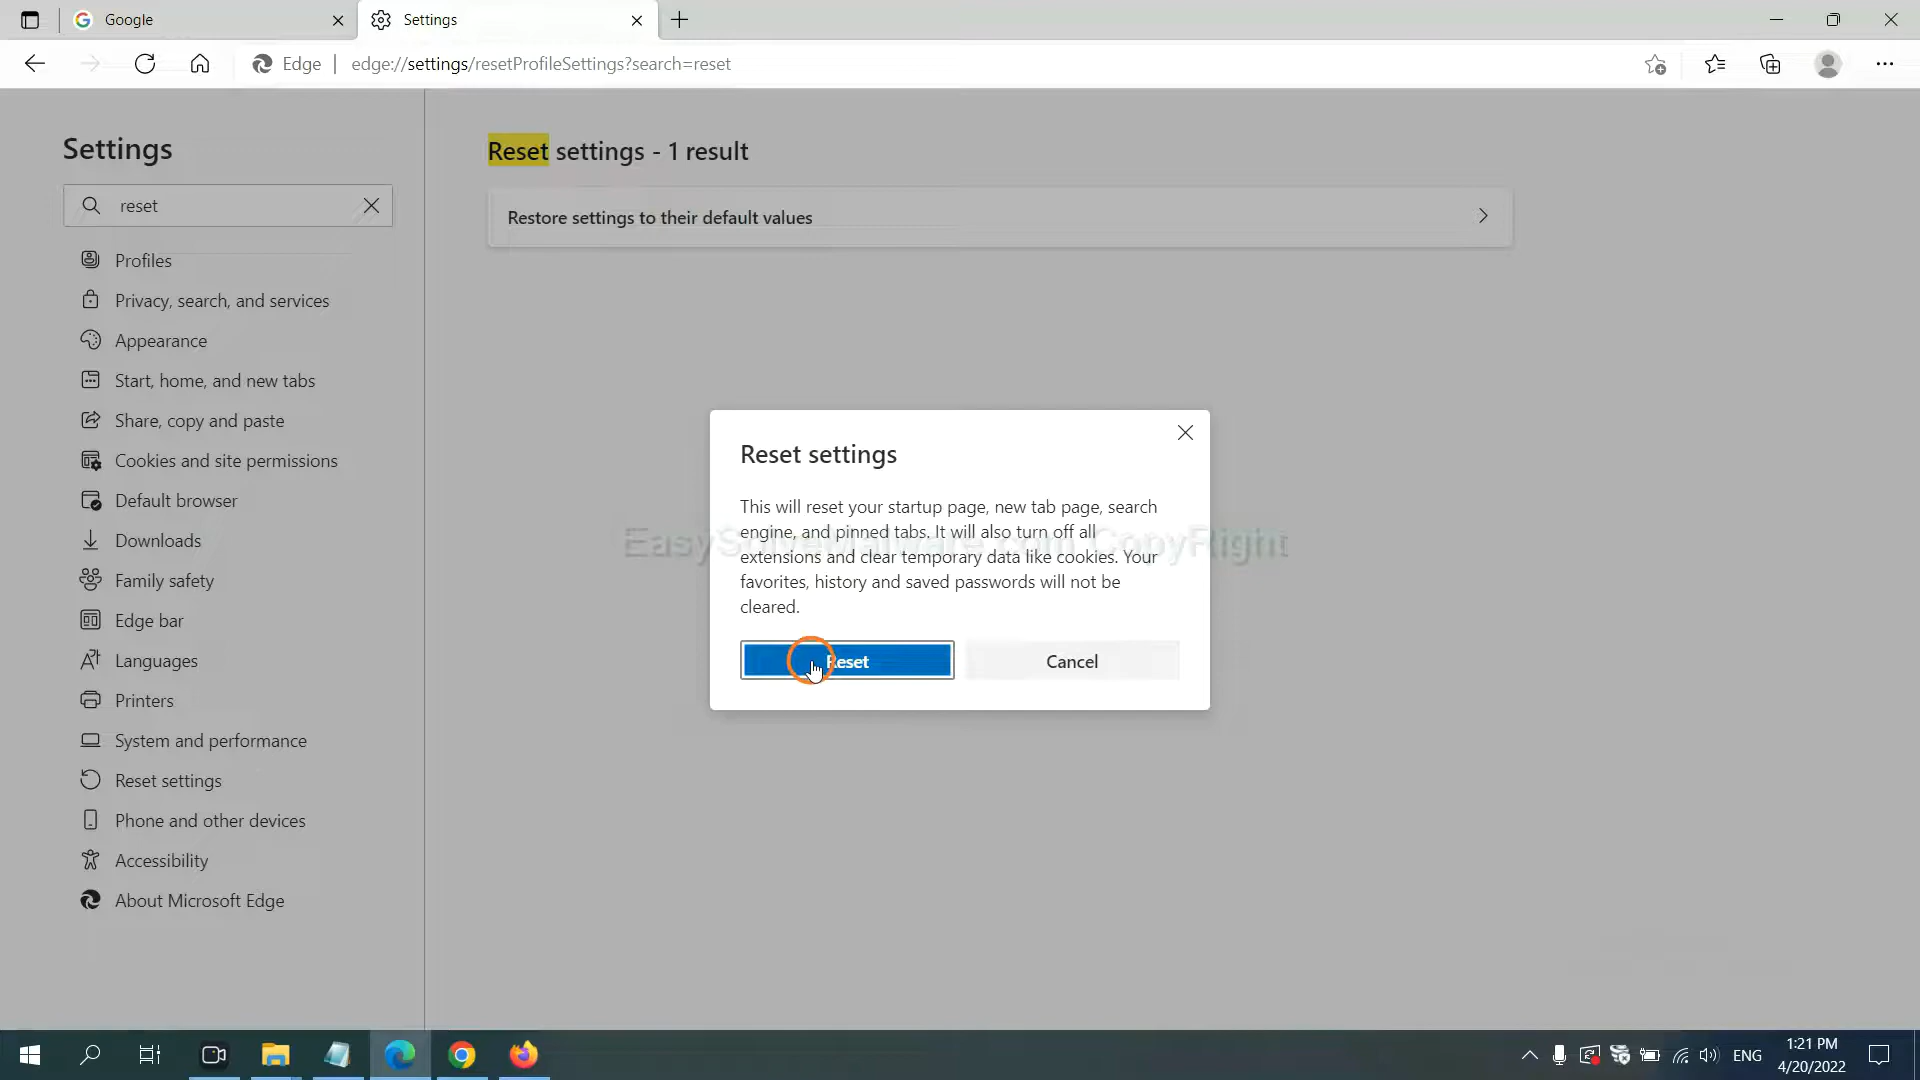 Google
Settings
Edge
edge://settings/resetProfileSettings?search=reset
Settings
reset
Profiles
Privacy, search, and services
Appearance
Start, home, and new tabs
Share, copy and paste
Cookies and site permissions
Default browser
Downloads
Family safety
Edge bar
Languages
Printers
System and performance
Reset settings
Phone and other devices
Accessibility
About Microsoft Edge
Reset settings - 1 result
Restore settings to their default values
Reset settings
This will reset your startup page, new tab page, search
engine, and pinned tabs. It will also turn off all
extensions and clear temporary data like cookies. Your
favorites, history and saved passwords will not be
cleared.
Reset
Cancel
EasySolveMalware.com CopyRight
ENG
1:21 PM
4/20/2022